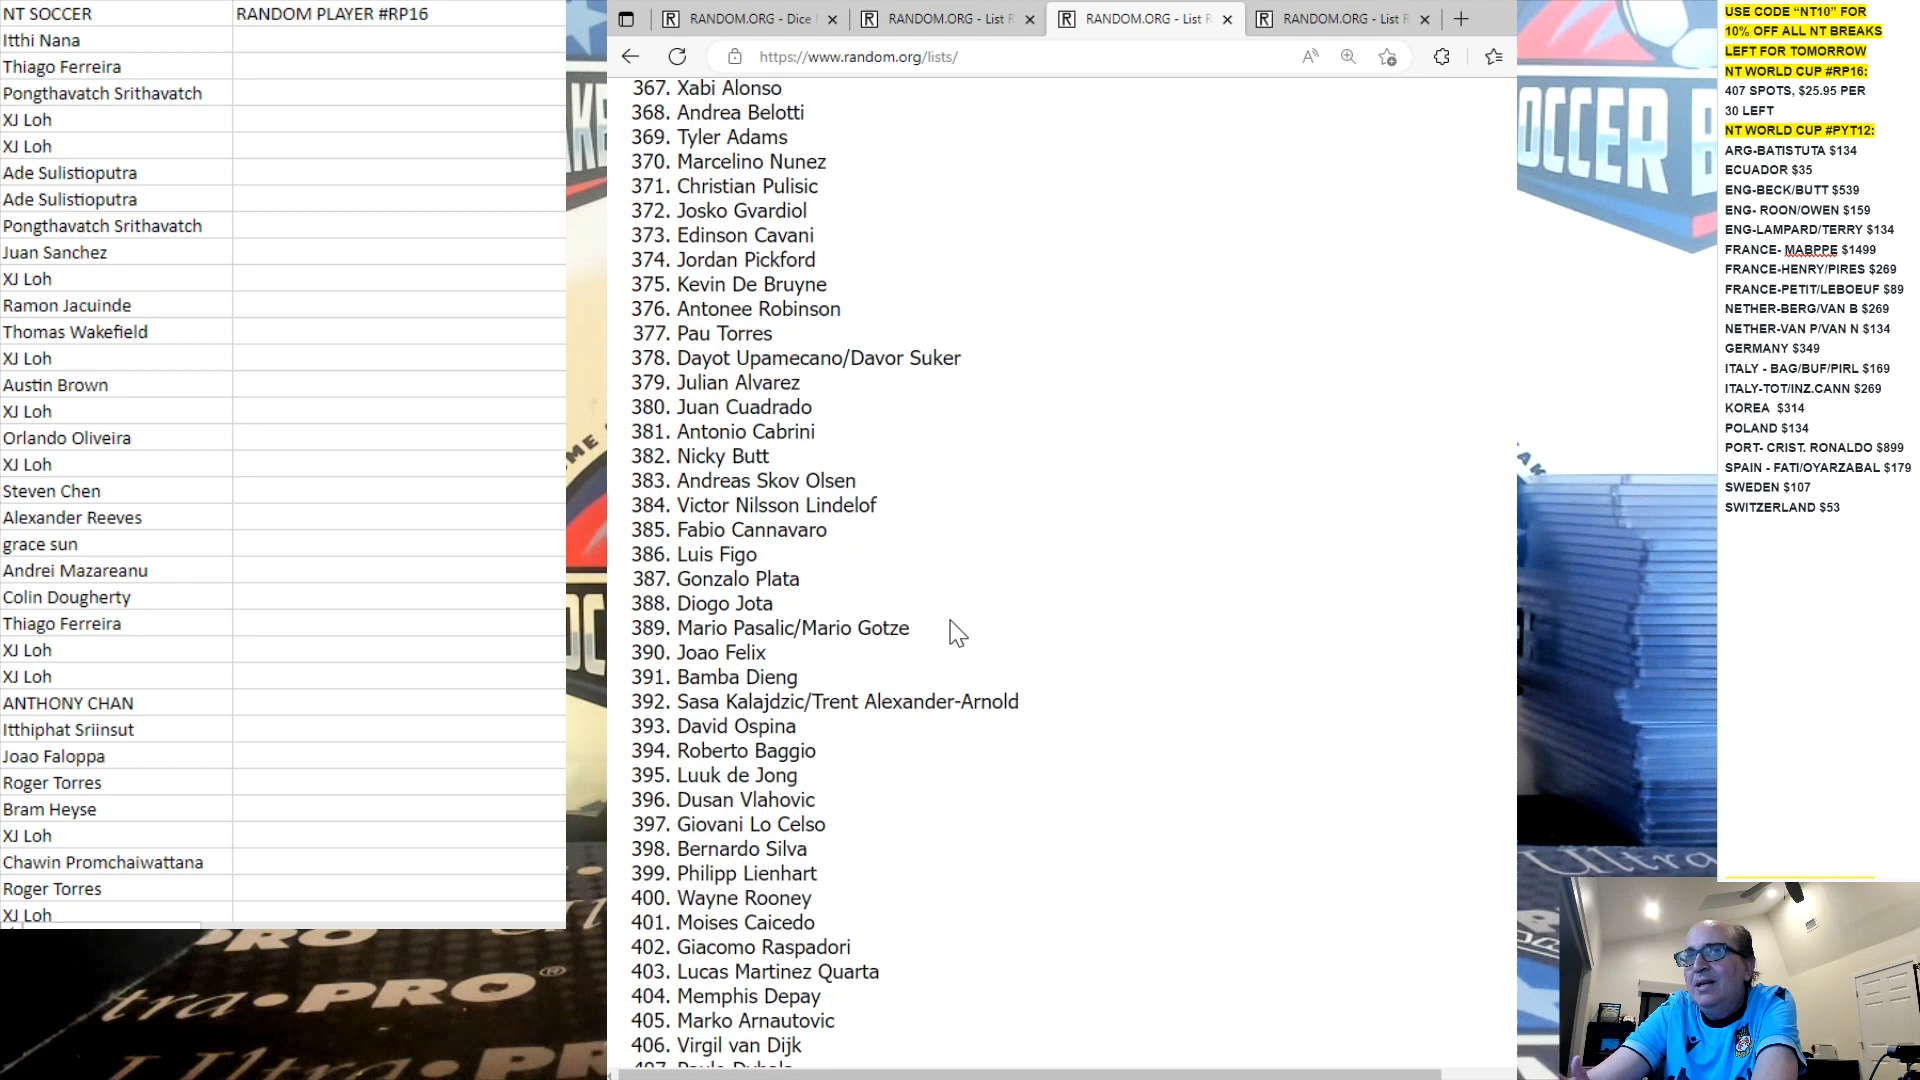 NT SOCCER RANDOM PLAYER #RP16
Itthi Nana
Thiago Ferreira
Pongthavatch Srithavatch
XJ Loh
XJ Loh
Ade Sulistioputra
Ade Sulistioputra
Pongthavatch Srithavatch
Juan Sanchez
XJ Loh
Ramon Jacuinde
Thomas Wakefield
XJ Loh
Austin Brown
XJ Loh
Orlando Oliveira
XJ Loh
Steven Chen
Alexander Reeves
grace sun
Andrei Mazareanu
Colin Dougherty
Thiago Ferreira
XJ Loh
XJ Loh
ANTHONY CHAN
Itthiphat Sriinsut
Joao Faloppa
Roger Torres
Bram Heyse
XJ Loh
Chawin Promchaiwattana
Roger Torres
XJ Loh
RANDOM.ORG - Dice
RANDOM.ORG - List R
RANDOM.ORG - List R
RANDOM.ORG - List R
https://www.random.org/lists/
367. Xabi Alonso
368. Andrea Belotti
369. Tyler Adams
370. Marcelino Nunez
371. Christian Pulisic
372. Josko Gvardiol
373. Edinson Cavani
374. Jordan Pickford
375. Kevin De Bruyne
376. Antonee Robinson
377. Pau Torres
378. Dayot Upamecano/Davor Suker
379. Julian Alvarez
380. Juan Cuadrado
381. Antonio Cabrini
382. Nicky Butt
383. Andreas Skov Olsen
384. Victor Nilsson Lindelof
385. Fabio Cannavaro
386. Luis Figo
387. Gonzalo Plata
388. Diogo Jota
389. Mario Pasalic/Mario Gotze
390. Joao Felix
391. Bamba Dieng
392. Sasa Kalajdzic/Trent Alexander-Arnold
393. David Ospina
394. Roberto Baggio
395. Luuk de Jong
396. Dusan Vlahovic
397. Giovani Lo Celso
398. Bernardo Silva
399. Philipp Lienhart
400. Wayne Rooney
401. Moises Caicedo
402. Giacomo Raspadori
403. Lucas Martinez Quarta
404. Memphis Depay
405. Marko Arnautovic
406. Virgil van Dijk
USE CODE “NT10” FOR
10% OFF ALL NT BREAKS
LEFT FOR TOMORROW
NT WORLD CUP #RP16:
407 SPOTS, $25.95 PER
30 LEFT
NT WORLD CUP #PYT12:
ARG-BATISTUTA $134
ECUADOR $35
ENG-BECK/BUTT $539
ENG- ROON/OWEN $159
ENG-LAMPARD/TERRY $134
FRANCE- MABPPE $1499
FRANCE-HENRY/PIRES $269
FRANCE-PETIT/LEBOEUF $89
NETHER-BERG/VAN B $269
NETHER-VAN P/VAN N $134
GERMANY $349
ITALY - BAG/BUF/PIRL $169
ITALY-TOT/INZ.CANN $269
KOREA $314
POLAND $134
PORT- CRIST. RONALDO $899
SPAIN - FATI/OYARZABAL $179
SWEDEN $107
SWITZERLAND $53
SOCCER B
tra•PRO®
Ultra